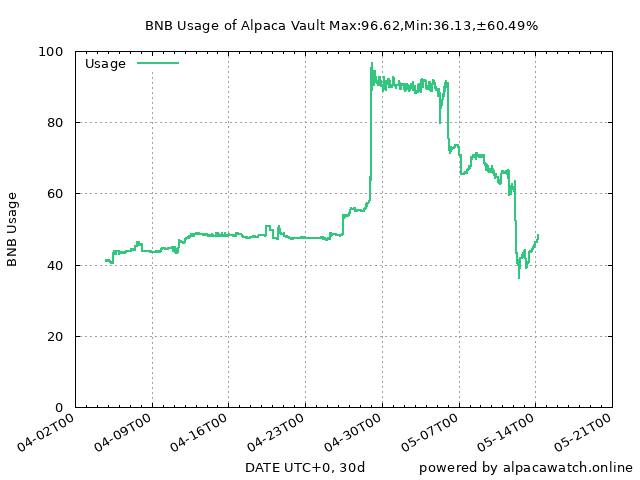 BNB Usage of Alpaca Vault Max:96.62,Min:36.13,±60.49%
Usage
100
80
60
40
20
0
BNB Usage
04-02T00
04-09T00
04-16T00
04-23T00
04-30T00
05-07T00
05-14T00
05-21T00
DATE UTC+0, 30d
powered by alpacawatch.online